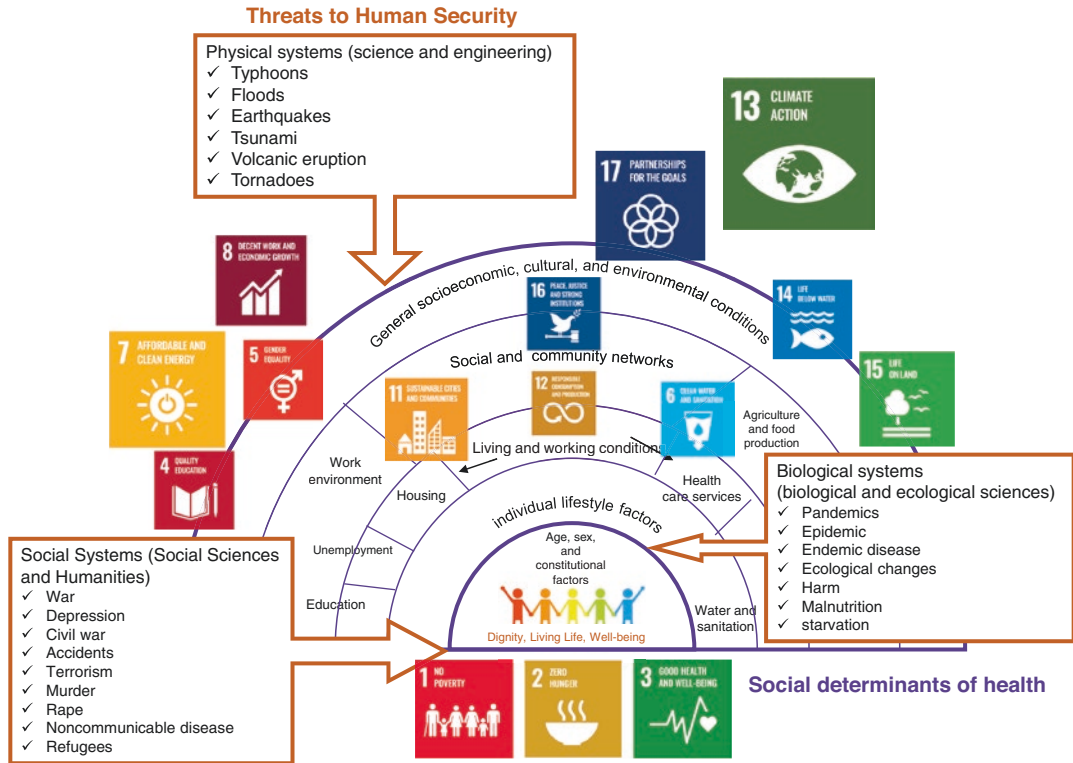 Threats to Human Security
Physical systems (science and engineering)
✓ Typhoons
✓ Floods
✓ Earthquakes
✓ Tsunami
✓ Volcanic eruption
✓ Tornadoes
13 CLIMATE
ACTION
17 PARTNERSHIPS
FOR THE GOALS
8 DECENT WORK AND
ECONOMIC GROWTH
General socioeconomic, cultural, and environmental conditions
16 PEACE, JUSTICE
AND STRONG
INSTITUTIONS
14 LIFE
BELOW WATER
7 AFFORDABLE AND
CLEAN ENERGY
5 GENDER
EQUALITY
15 LIFE
ON LAND
Social and community networks
11 SUSTAINABLE CITIES
AND COMMUNITIES
12 RESPONSIBLE
CONSUMPTION
AND PRODUCTION
6 CLEAN WATER
AND SANITATION
Agriculture
and food
production
4 QUALITY
EDUCATION
Living and working conditions
Work
environment
Housing
Health
care services
Unemployment
Education
Water and
sanitation
individual lifestyle factors
Age, sex,
and
constitutional
factors
Dignity, Living Life, Well-being
Biological systems
(biological and ecological sciences)
✓ Pandemics
✓ Epidemic
✓ Endemic disease
✓ Ecological changes
✓ Harm
✓ Malnutrition
✓ starvation
Social Systems (Social Sciences
and Humanities)
✓ War
✓ Depression
✓ Civil war
✓ Accidents
✓ Terrorism
✓ Murder
✓ Rape
✓ Noncommunicable disease
✓ Refugees
1 NO
POVERTY
2 ZERO
HUNGER
3 GOOD HEALTH
AND WELL-BEING
Social determinants of health